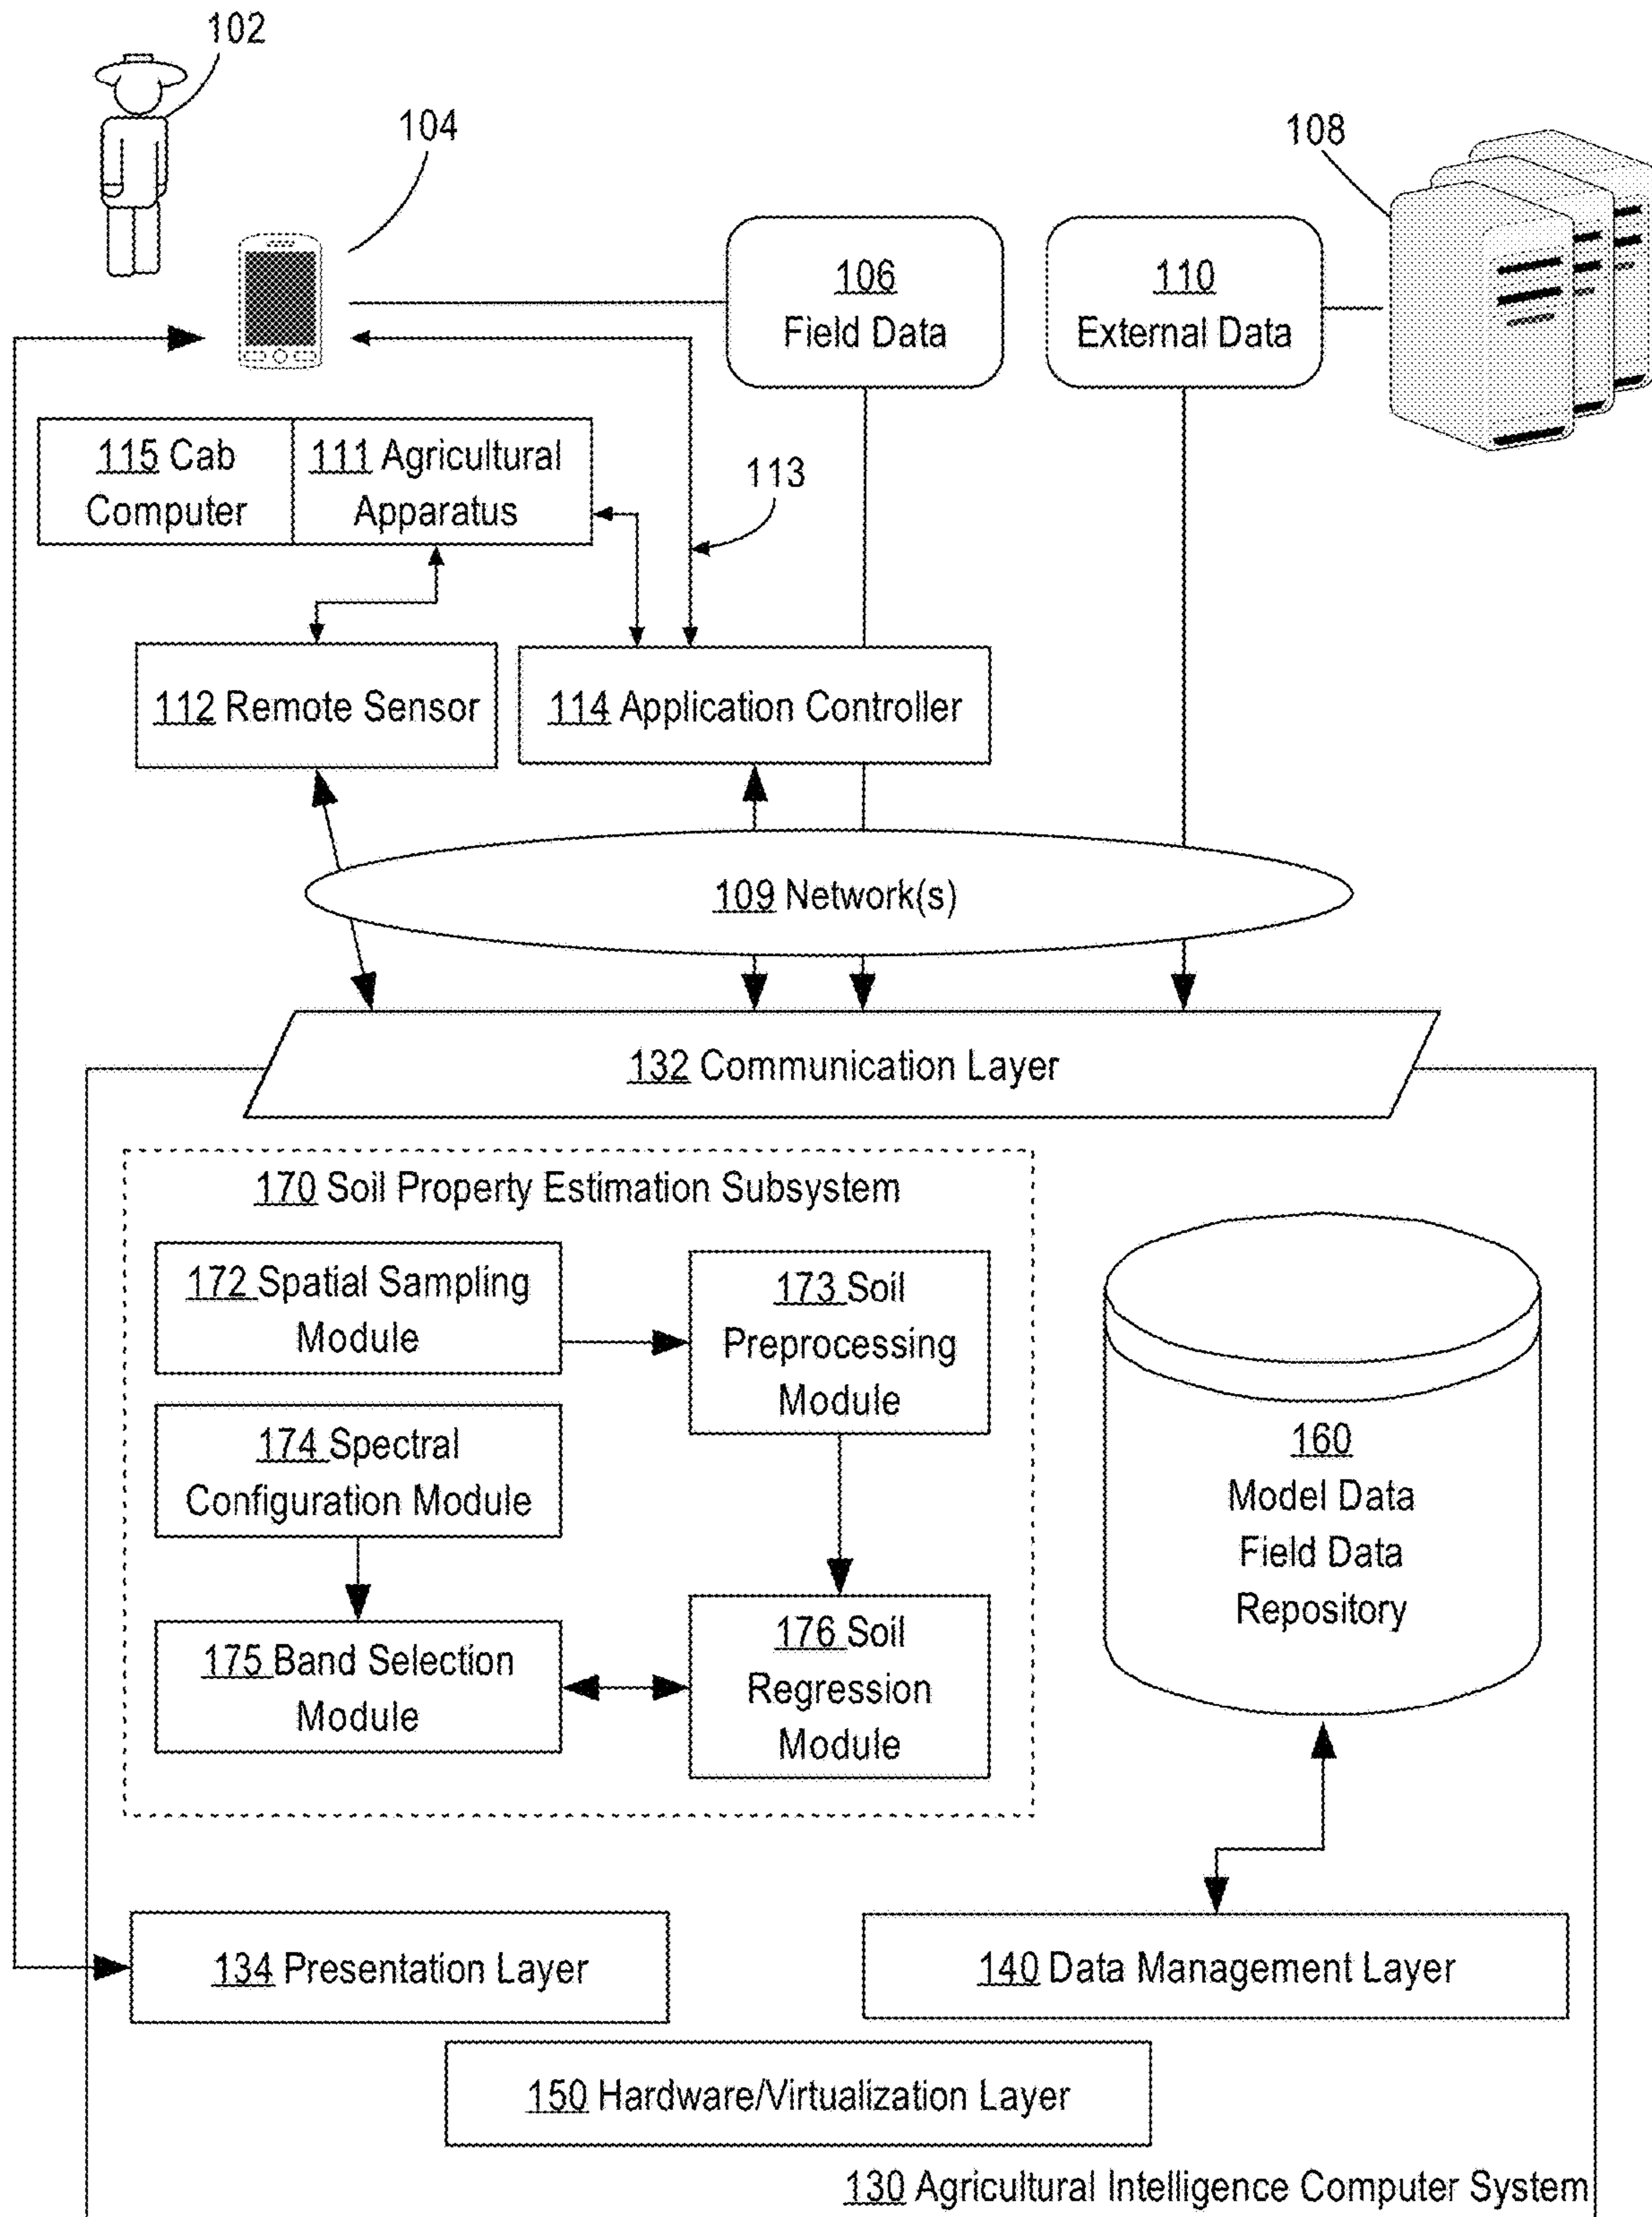 102
104
108
106
Field Data
110
External Data
115 Cab
Computer
111 Agricultural
Apparatus
113
112 Remote Sensor
114 Application Controller
109 Network(s)
132 Communication Layer
170 Soil Property Estimation Subsystem
172 Spatial Sampling
Module
173 Soil
Preprocessing
Module
174 Spectral
Configuration Module
160
Model Data
Field Data
Repository
175 Band Selection
Module
176 Soil
Regression
Module
134 Presentation Layer
140 Data Management Layer
150 Hardware/Virtualization Layer
130 Agricultural Intelligence Computer System